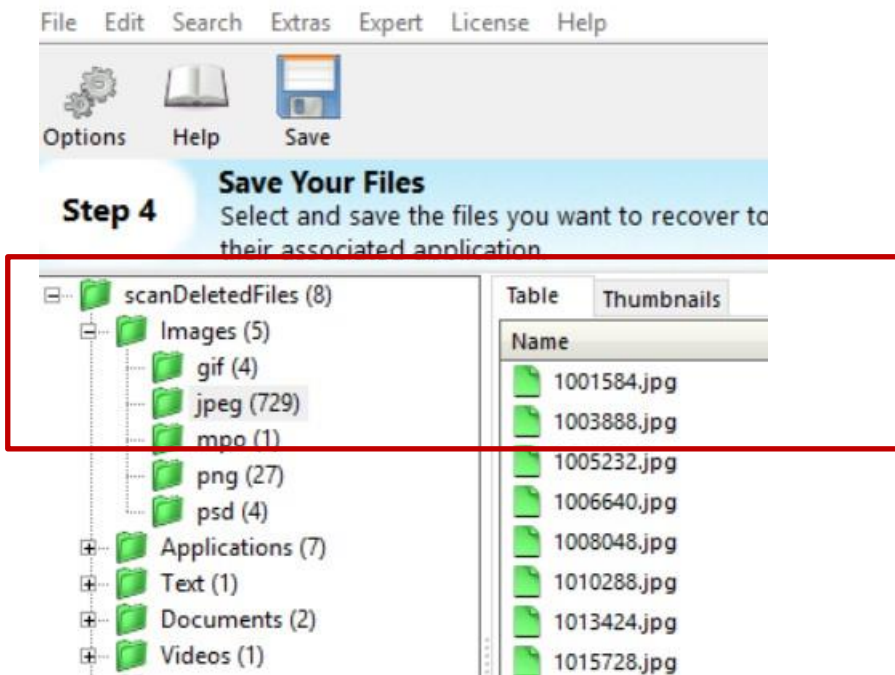 File Edit Search Extras Expert License Help
Options Help Save
Step 4
Save Your Files
Select and save the files you want to recover to
their associated application
scanDeletedFiles (8)
Images (5)
gif (4)
jpeg (729)
mpo (1)
png (27)
psd (4)
Applications (7)
Text (1)
Documents (2)
Videos (1)
Table Thumbnails
Name
1001584.jpg
1003888.jpg
1005232.jpg
1006640.jpg
1008048.jpg
1010288.jpg
1013424.jpg
1015728.jpg